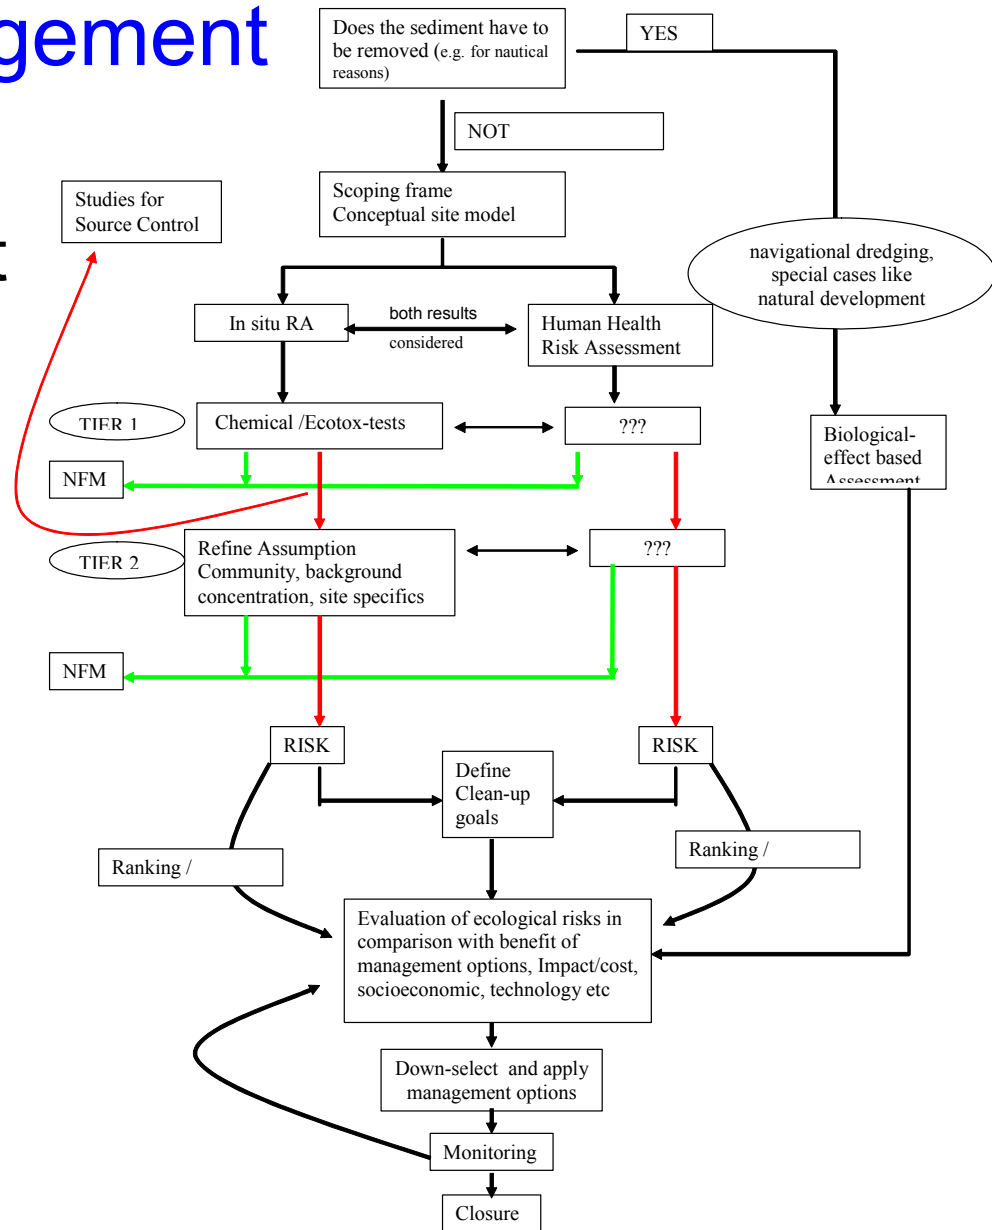 gement
t
Does the sediment have to
be removed (e.g. for nautical
reasons)
YES
NOT
Studies for
Source Control
Scoping frame
Conceptual site model
navigational dredging,
special cases like
natural development
In situ RA
both results
considered
Human Health
Risk Assessment
TIER 1
Chemical /Ecotox-tests
???
Biological-
effect based
Assessment
NFM
TIER 2
Refine Assumption
Community, background
concentration, site specifics
???
NFM
RISK
RISK
Define
Clean-up
goals
Ranking /
Ranking /
Evaluation of ecological risks in
comparison with benefit of
management options, Impact/cost,
socioeconomic, technology etc
Down-select and apply
management options
Monitoring
Closure